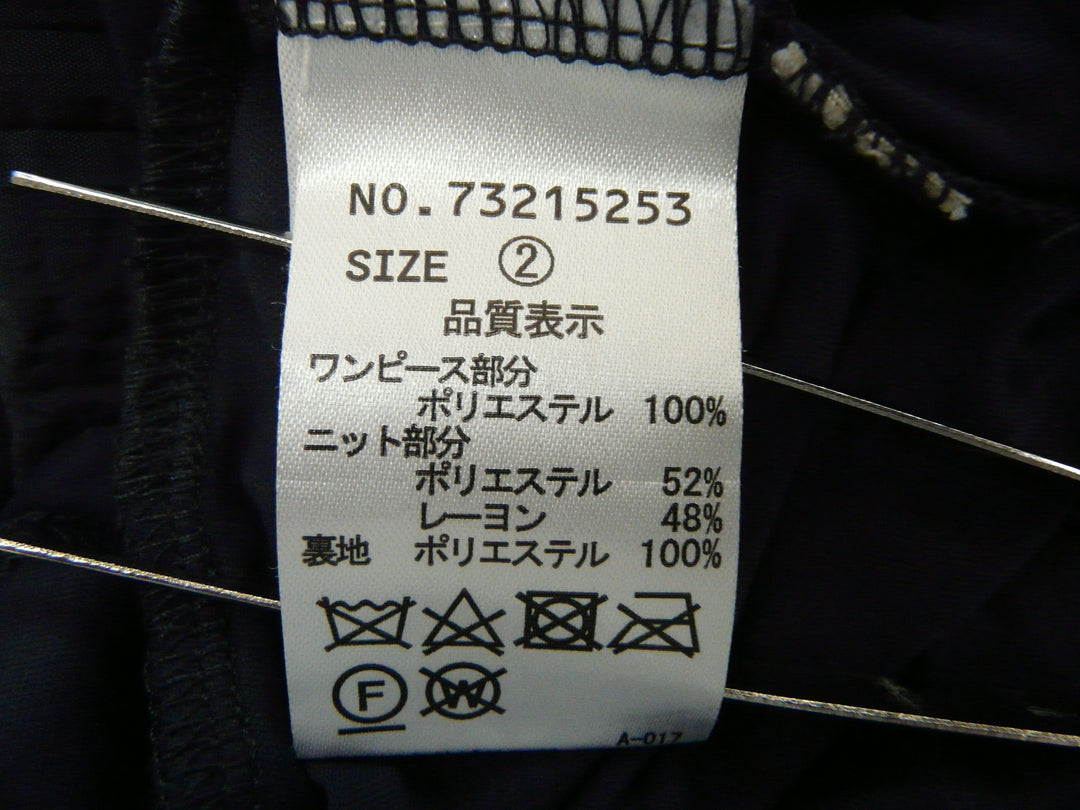 NO.73215253
SIZE ②
品質表示
ワンピース部分
ポリエステル 100%
ニット部分
ポリエステル 52%
レーヨン 48%
裏地 ポリエステル 100%
F W
A-017